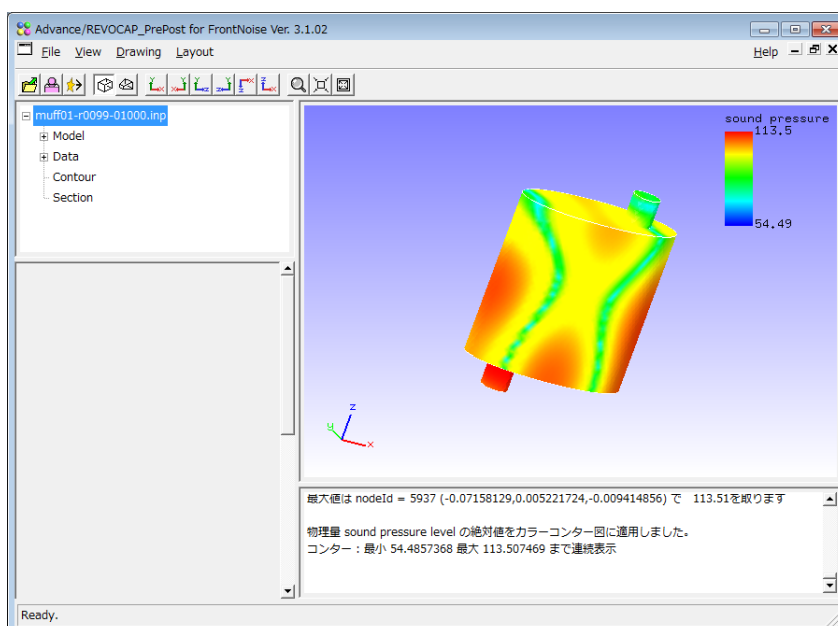 Advance/REVOCAP_PrePost for FrontNoise Ver. 3.1.02
File View Drawing Layout Help
muff01-r0099-01000.inp
Model
Data
Contour
Section
sound pressure
113.5
54.49
z
y
x
最大値は nodeId = 5937 (-0.07158129,0.005221724,-0.009414856) で 113.51を取ります
物理量 sound pressure level の絶対値をカラーコンター図に適用しました。
コンター : 最小 54.4857368 最大 113.507469 まで連続表示
Ready.